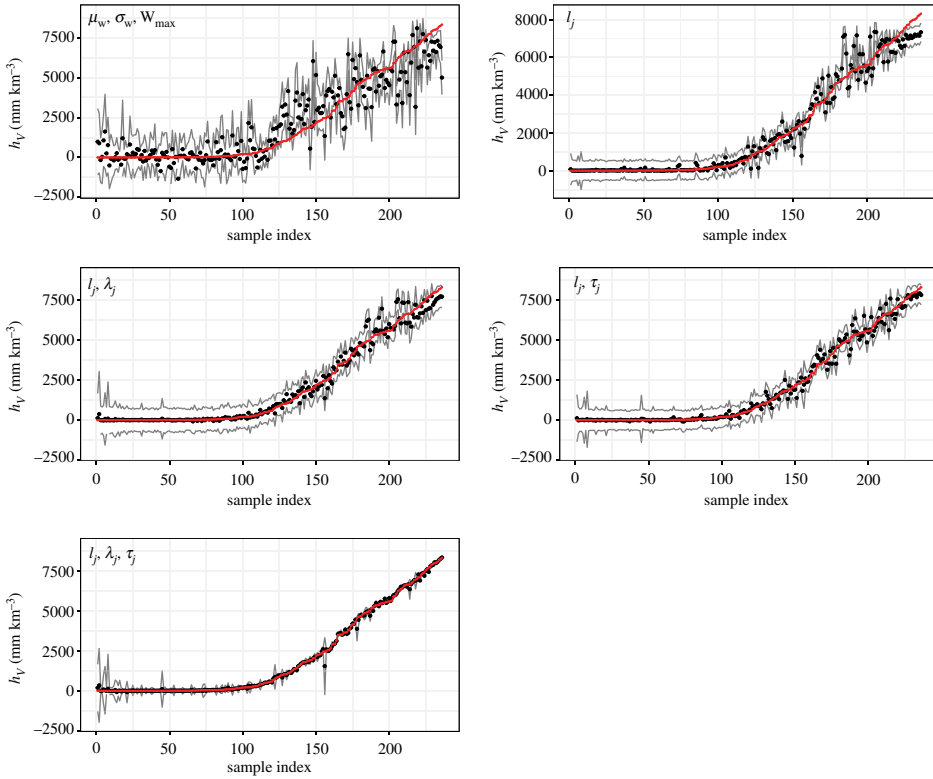 μw, σw, Wmax
7500
5000
2500
0
−2500
hV (mm km−3)
0 50 100 150 200
sample index
lj
8000
6000
4000
2000
0
hV (mm km−3)
0 50 100 150 200
sample index
lj, λj
7500
5000
2500
0
−2500
hV (mm km−3)
0 50 100 150 200
sample index
lj, τj
7500
5000
2500
0
−2500
hV (mm km−3)
0 50 100 150 200
sample index
lj, λj, τj
7500
5000
2500
0
−2500
hV (mm km−3)
0 50 100 150 200
sample index